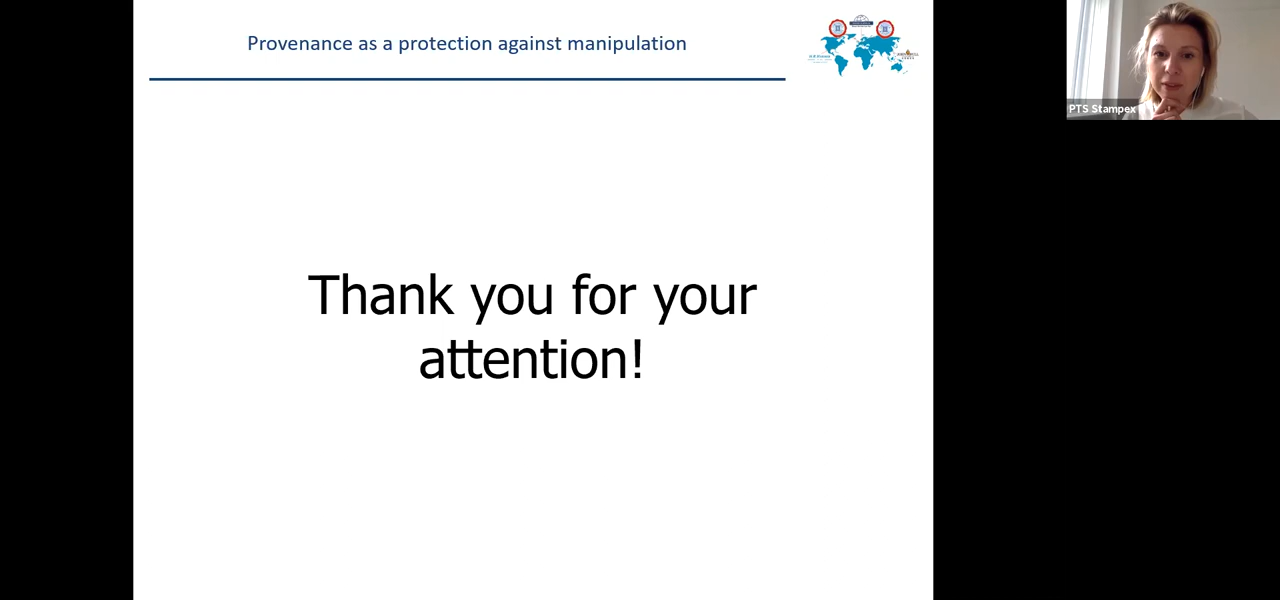 Provenance as a protection against manipulation
PTS Stampex
Thank you for your
attention!